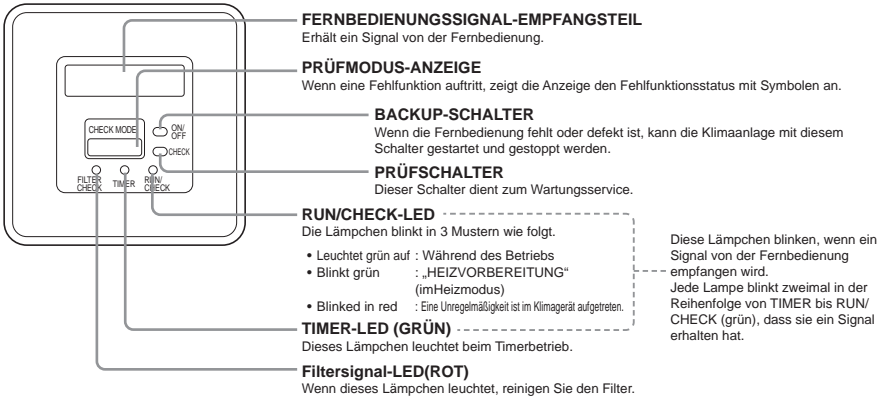 FERNBEDIENUNGSSIGNAL-EMPFANGSTEIL
Erhält ein Signal von der Fernbedienung.
PRÜFMODUS-ANZEIGE
Wenn eine Fehlfunktion auftritt, zeigt die Anzeige den Fehlfunktionsstatus mit Symbolen an.
BACKUP-SCHALTER
Wenn die Fernbedienung fehlt oder defekt ist, kann die Klimaanlage mit diesem
Schalter gestartet und gestoppt werden.
PRÜFSCHALTER
Dieser Schalter dient zum Wartungsservice.
CHECK MODE
ON/
OFF
CHECK
FILTER
CHECK
TIMER
RUN/
CHECK
RUN/CHECK-LED
Die Lämpchen blinkt in 3 Mustern wie folgt.
• Leuchtet grün auf : Während des Betriebs
• Blinkt grün : „HEIZVORBEREITUNG“
(imHeizmodus)
• Blinked in red : Eine Unregelmäßigkeit ist im Klimagerät aufgetreten.
TIMER-LED (GRÜN)
Dieses Lämpchen leuchtet beim Timerbetrieb.
Filtersignal-LED(ROT)
Wenn dieses Lämpchen leuchtet, reinigen Sie den Filter.
Diese Lämpchen blinken, wenn ein
Signal von der Fernbedienung
empfangen wird.
Jede Lampe blinkt zweimal in der
Reihenfolge von TIMER bis RUN/
CHECK (grün), dass sie ein Signal
erhalten hat.